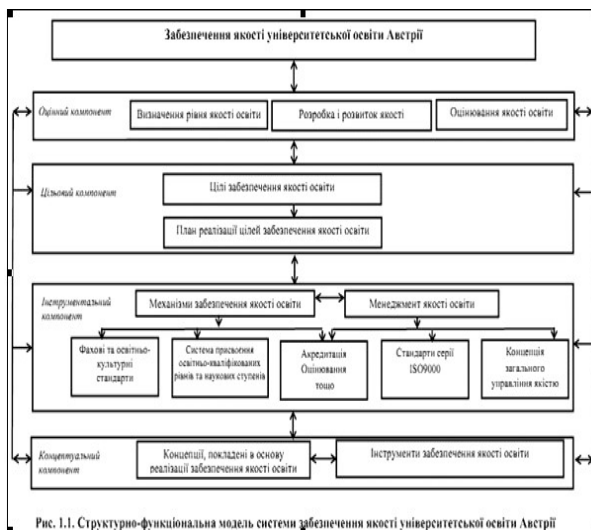 Забезпечення якості університетської освіти Австрії
Оцінний компонент
Визначення рівня якості освіти
Розробка і розвиток якості
Оцінювання якості освіти
Цільовий компонент
Цілі забезпечення якості освіти
План реалізації цілей забезпечення якості освіти
Інструментальний
компонент
Механізми забезпечення якості освіти
Менеджмент якості освіти
Фахові та освітньо-
культурні
стандарти
Система присвоєння
освітньо-кваліфікованих
рівнів та наукових ступенів
Акредитація
Оцінювання
тощо
Стандарти серії
ISO9000
Концепція
загального
управління якістю
Концептуальний
компонент
Концепції, покладені в основу
реалізації забезпечення якості освіти
Інструменти забезпечення якості освіти
Рис. 1.1. Структурно-функціональна модель системи забезпечення якості університетської освіти Австрії